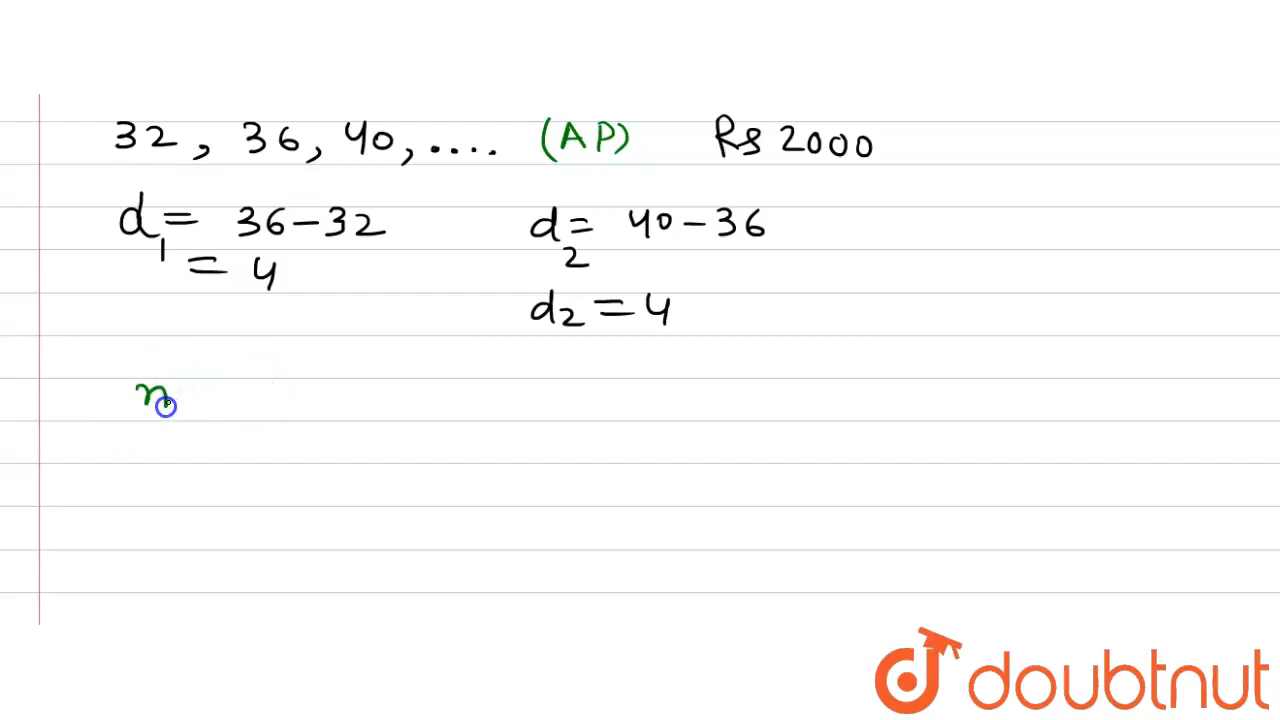 32, 36, 40, .... (AP) Rs 2000
d1 = 36-32 d2 = 40-36
= 4
d2 = 4
n
doubtnut